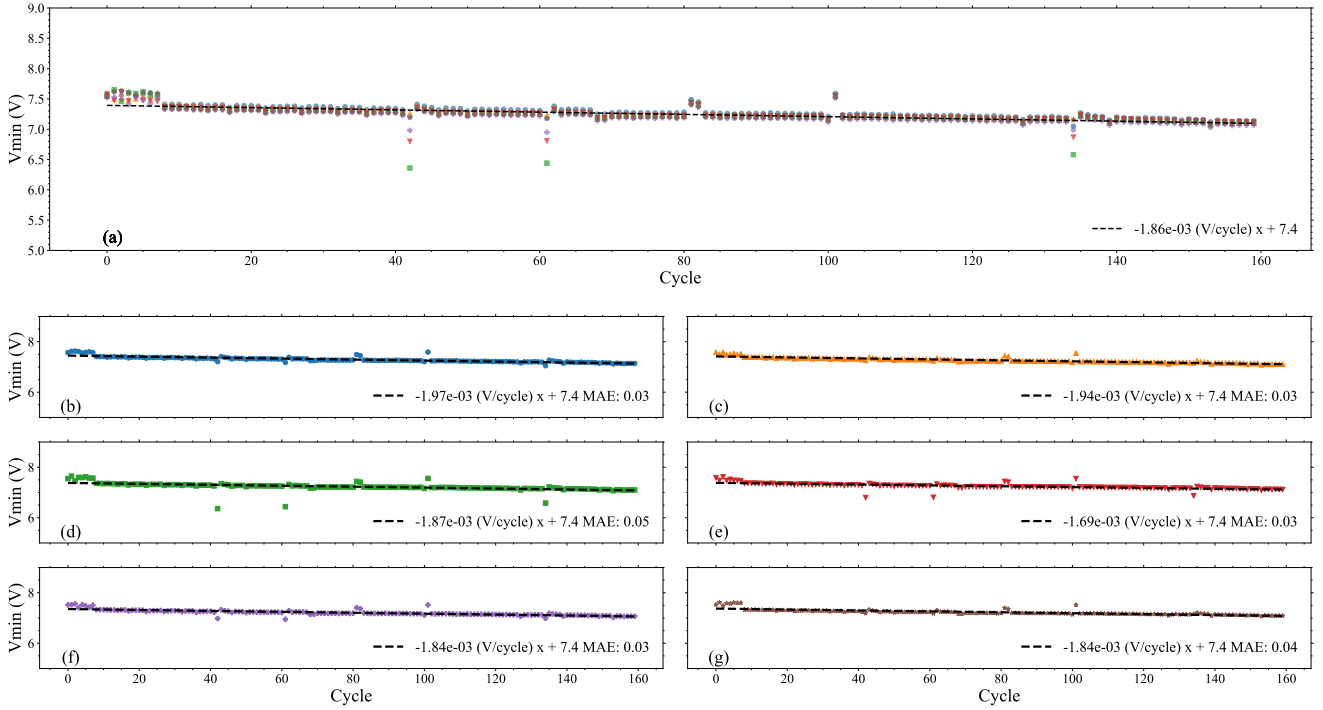 9.0
8.5
8.0
7.5
7.0
6.5
6.0
5.5
5.0
Vmin (V)
(a)
-1.86e-03 (V/cycle) x + 7.4
0 20 40 60 80 100 120 140 160
Cycle
8
6
Vmin (V)
(b)
-1.97e-03 (V/cycle) x + 7.4 MAE: 0.03
(c)
-1.94e-03 (V/cycle) x + 7.4 MAE: 0.03
8
6
Vmin (V)
(d)
-1.87e-03 (V/cycle) x + 7.4 MAE: 0.05
(e)
-1.69e-03 (V/cycle) x + 7.4 MAE: 0.03
8
6
Vmin (V)
(f)
-1.84e-03 (V/cycle) x + 7.4 MAE: 0.03
(g)
-1.84e-03 (V/cycle) x + 7.4 MAE: 0.04
0 20 40 60 80 100 120 140 160
Cycle
0 20 40 60 80 100 120 140 160
Cycle